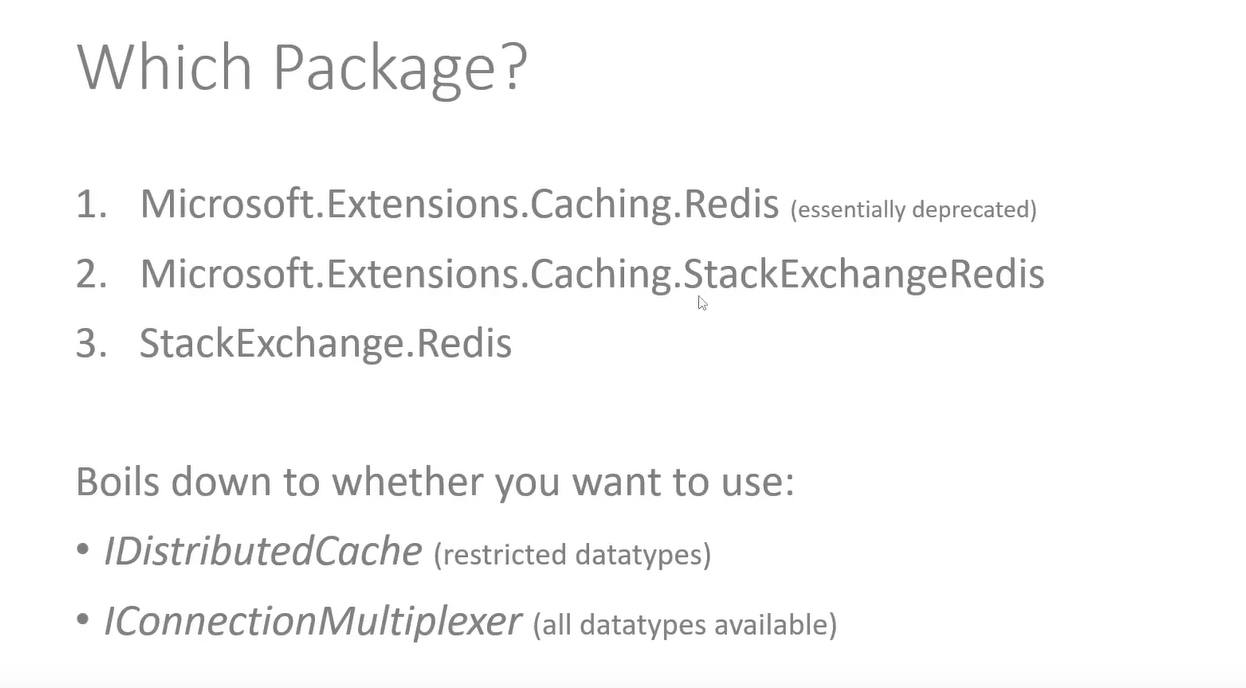 Which Package?
1. Microsoft.Extensions.Caching.Redis (essentially deprecated)
2. Microsoft.Extensions.Caching.StackExchangeRedis
3. StackExchange.Redis
Boils down to whether you want to use:
• IDistributedCache (restricted datatypes)
• IConnectionMultiplexer (all datatypes available)